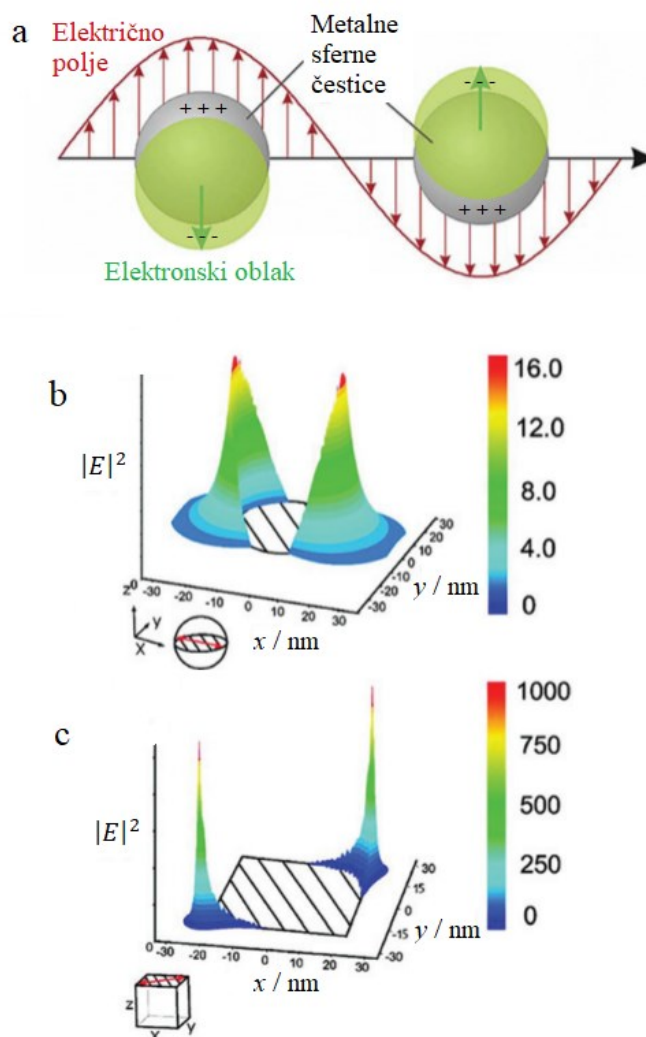 a
Električno
polje
Metalne
sferne
čestice
+ + +
- - -
+ + +
- - -
Elektronski oblak
b
|E|²
16.0
12.0
8.0
4.0
0
z 0 -30 -20 -10 0 10 20 30
-30 -20 -10 0 10 20 30
x / nm
y / nm
x y z
c
|E|²
1000
750
500
250
0
0 -30 -20 -10 0 10 20 30
-30 -15 0 15 30
x / nm
y / nm
z x y